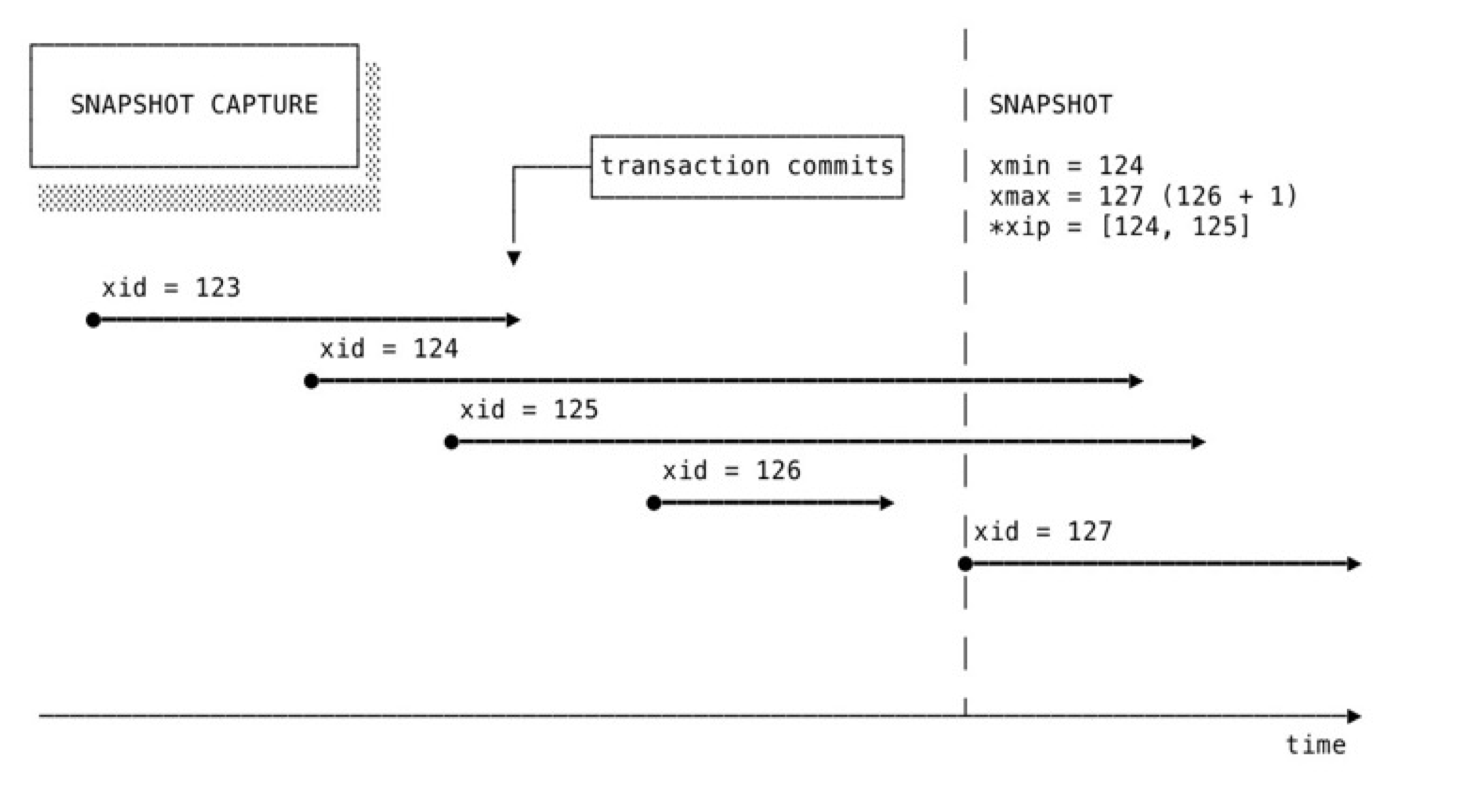 SNAPSHOT CAPTURE
SNAPSHOT
transaction commits
xmin = 124
xmax = 127 (126 + 1)
*xip = [124, 125]
xid = 123
xid = 124
xid = 125
xid = 126
xid = 127
time